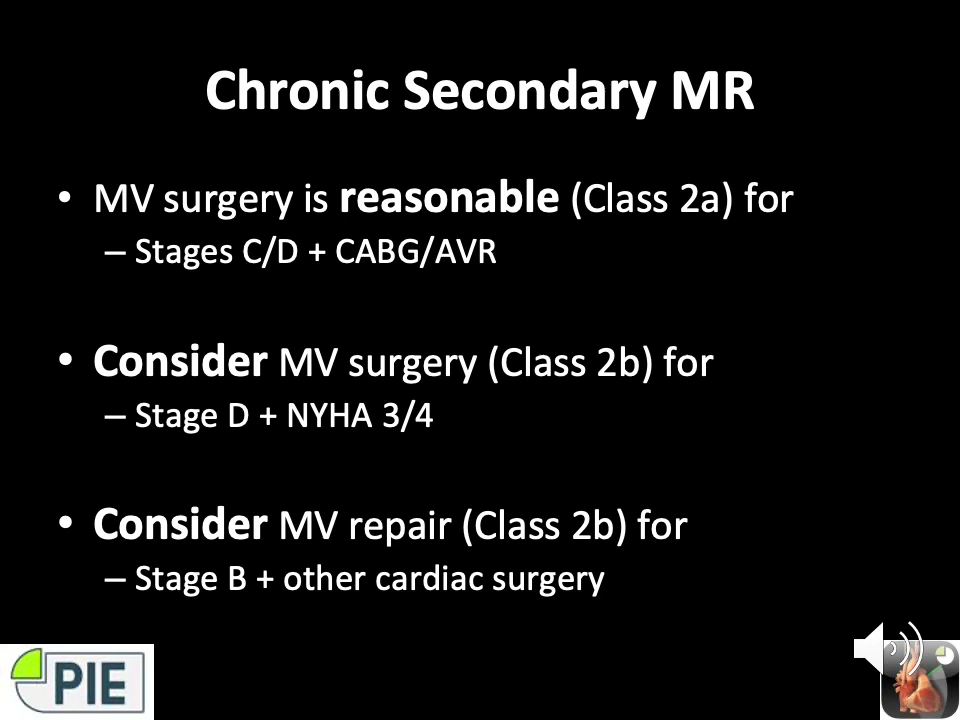 Chronic Secondary MR
• MV surgery is reasonable (Class 2a) for
– Stages C/D + CABG/AVR
• Consider MV surgery (Class 2b) for
– Stage D + NYHA 3/4
• Consider MV repair (Class 2b) for
– Stage B + other cardiac surgery
PIE